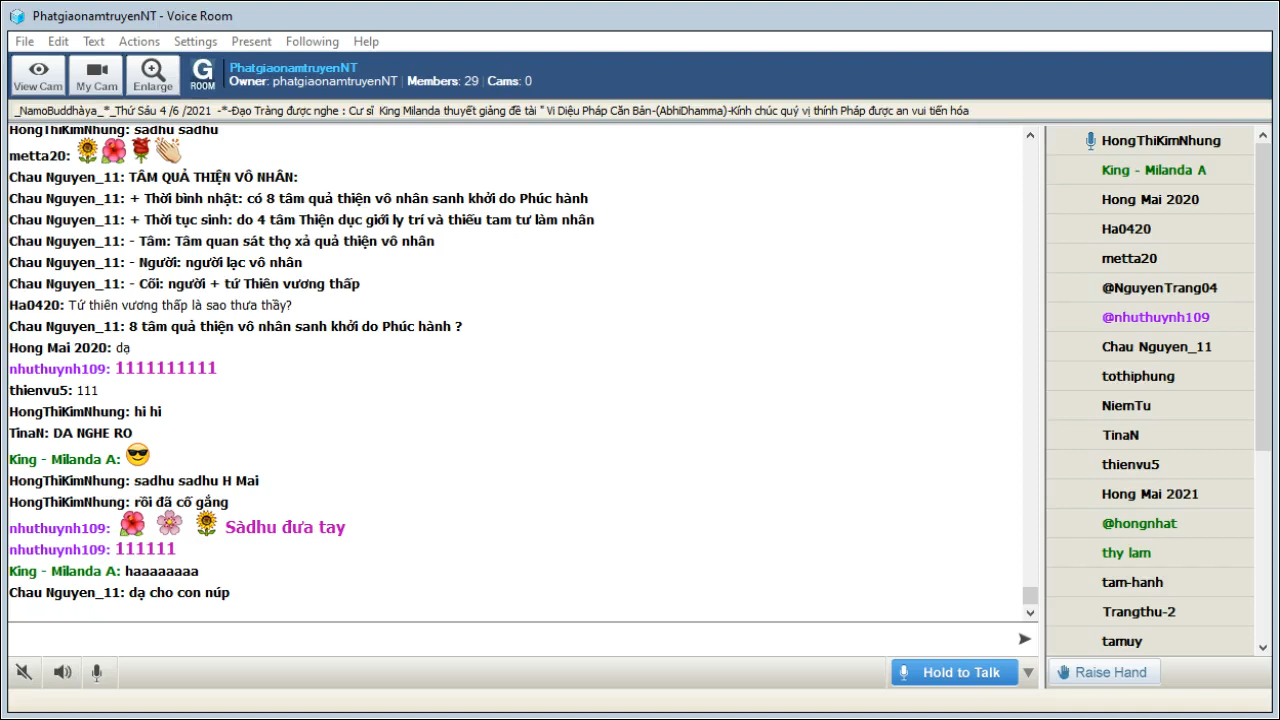 PhatgiaonamtruyenNT - Voice Room
File Edit Text Actions Settings Present Following Help
View Cam
My Cam
Enlarge
G ROOM
PhatgiaonamtruyenNT
Owner: phatgiaonamtruyenNT | Members: 29 | Cams: 0
_NamoBuddhàya_*_Thứ Sáu 4 /6 /2021 -*-Đạo Tràng được nghe : Cư sĩ King Milanda thuyết giảng đề tài " Vi Diệu Pháp Căn Bản-(AbhiDhamma)-Kính chúc quý vị thính Pháp được an vui tiến hóa
HongThiKimNhung: sadhu sadhu
metta20:
Chau Nguyen_11: TÂM QUẢ THIỆN VÔ NHÂN:
Chau Nguyen_11: + Thời bình nhật: có 8 tâm quả thiện vô nhân sanh khởi do Phúc hành
Chau Nguyen_11: + Thời tục sinh: do 4 tâm Thiện dục giới ly trí và thiếu tam tư làm nhân
Chau Nguyen_11: - Tâm: Tâm quan sát thọ xả quả thiện vô nhân
Chau Nguyen_11: - Người: người lạc vô nhân
Chau Nguyen_11: - Cõi: người + tứ Thiên vương thấp
Ha0420: Tứ thiên vương thấp là sao thưa thầy?
Chau Nguyen_11: 8 tâm quả thiện vô nhân sanh khởi do Phúc hành ?
Hong Mai 2020: dạ
nhuthuynh109: 1111111111
thienvu5: 111
HongThiKimNhung: hi hi
TinaN: DA NGHE RO
King - Milanda A:
HongThiKimNhung: sadhu sadhu H Mai
HongThiKimNhung: rồi đã cố gắng
nhuthuynh109: Sàdhu đưa tay
nhuthuynh109: 111111
King - Milanda A: haaaaaaaa
Chau Nguyen_11: dạ cho con núp
HongThiKimNhung
King - Milanda A
Hong Mai 2020
Ha0420
metta20
@NguyenTrang04
@nhuthuynh109
Chau Nguyen_11
tothiphung
NiemTu
TinaN
thienvu5
Hong Mai 2021
@hongnhat
thy lam
tam-hanh
Trangthu-2
tamuy
Hold to Talk
Raise Hand